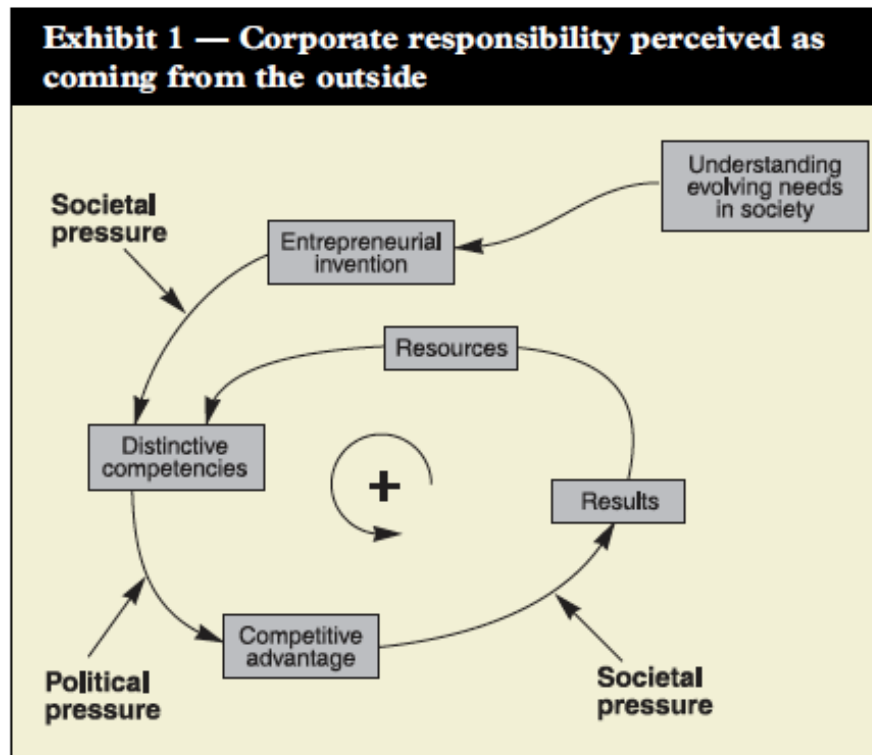 Exhibit 1 — Corporate responsibility perceived as
coming from the outside
Understanding
evolving needs
in society
Societal
pressure
Entrepreneurial
invention
Resources
Distinctive
competencies
+
Results
Competitive
advantage
Political
pressure
Societal
pressure